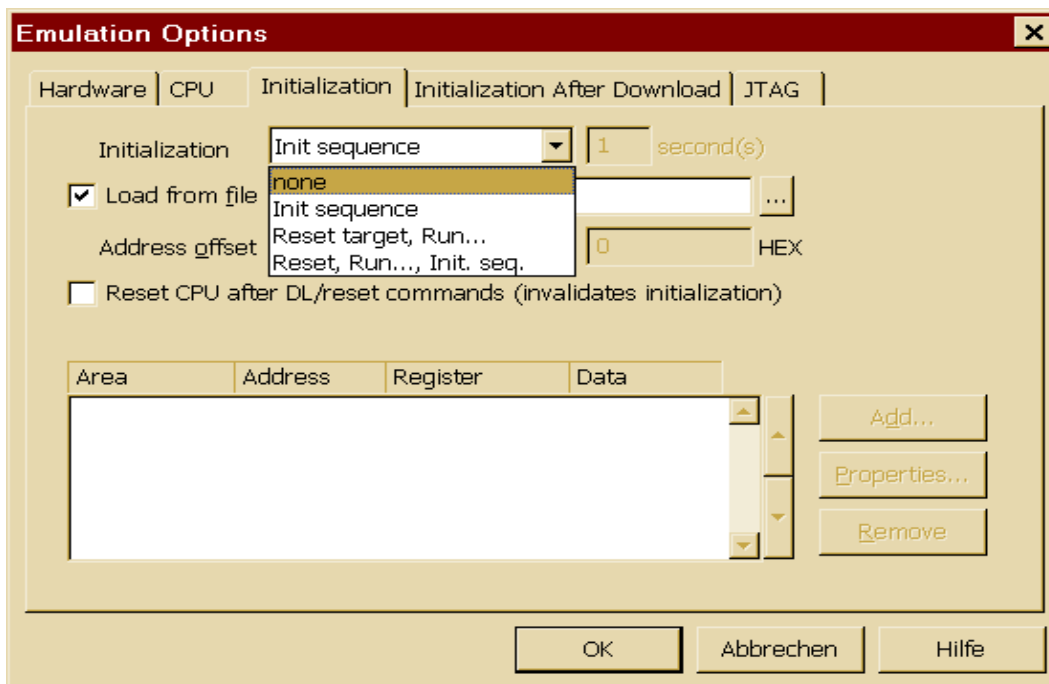 Emulation Options
Hardware CPU Initialization Initialization After Download JTAG
Initialization Init sequence 1 second(s)
none
Load from file ...
Init sequence
Reset target, Run...
Address offset 0 HEX
Reset, Run..., Init. seq.
Reset CPU after DL/reset commands (invalidates initialization)
Area Address Register Data
Add...
Properties...
Remove
OK Abbrechen Hilfe